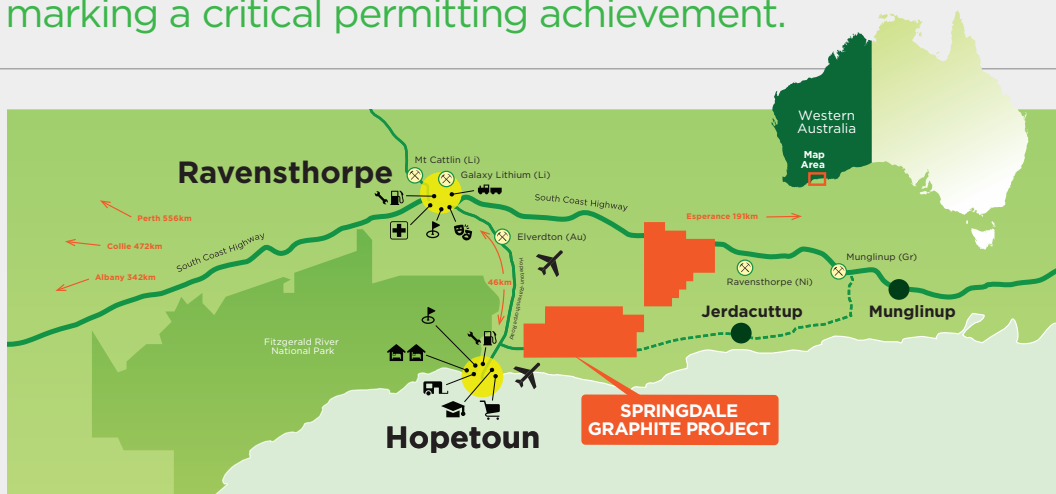 marking a critical permitting achievement.
Western
Australia
Map
Area
Mt Cattlin (Li)
Ravensthorpe
Galaxy Lithium (Li)
South Coast Highway
Perth 556km
Esperance 191km
Collie 472km
South Coast Highway
Elverdton (Au)
Albany 342km
46km
Hopetoun-Ravensthorpe Road
Munglinup (Gr)
Ravensthorpe (Ni)
Jerdacuttup
Munglinup
Fitzgerald River
National Park
SPRINGDALE
GRAPHITE PROJECT
Hopetoun